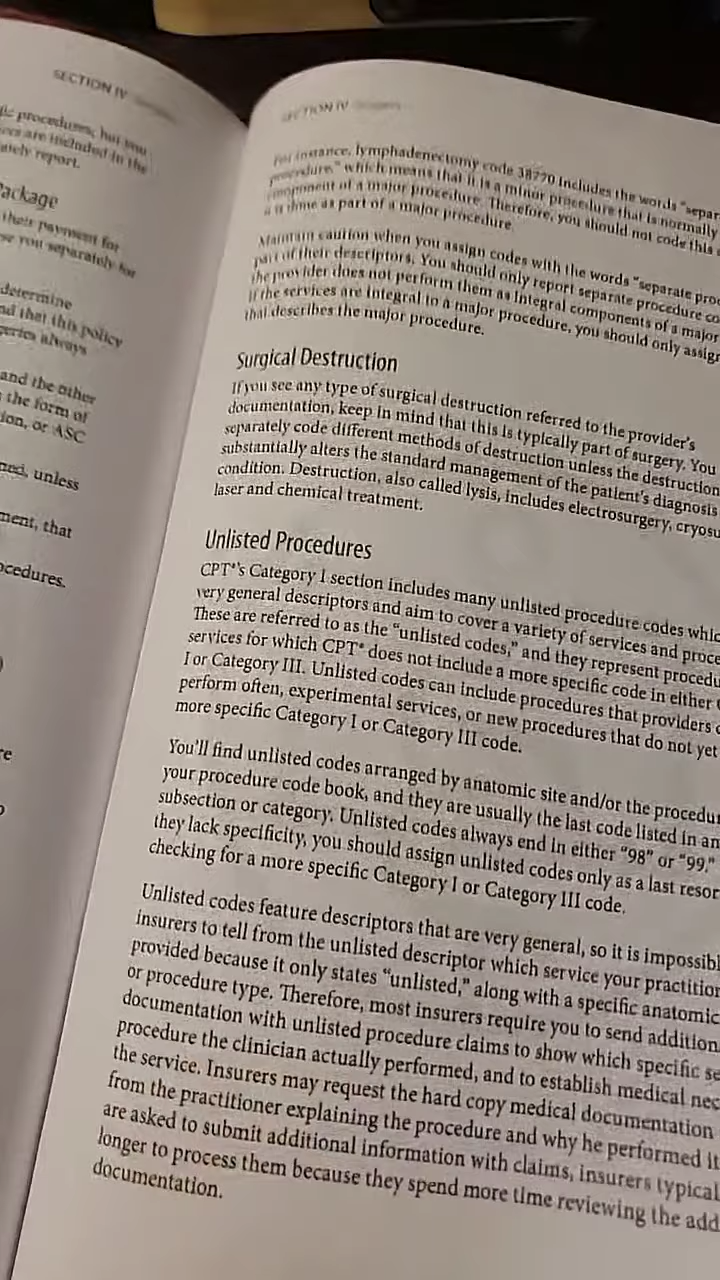 SECTION IV
fic procedures, but you
ces are included in the
ately report.
Package
their payment for
se you separately for
determine
nd that this policy
geries always
and the other
the form of
tion, or ASC
ned, unless
ment, that
ocedures.
re
SECTION IV
For instance, lymphadenectomy code 38770 includes the words "separ
procedure," which means that it is a minor procedure that is normally
component of a major procedure. Therefore, you should not code this
it is done as part of a major procedure.
Maintain caution when you assign codes with the words "separate proc
part of their descriptors. You should only report separate procedure co
the provider does not perform them as integral components of a major
If the services are integral to a major procedure, you should only assign
that describes the major procedure.
Surgical Destruction
If you see any type of surgical destruction referred to the provider's
documentation, keep in mind that this is typically part of surgery. You
separately code different methods of destruction unless the destruction
substantially alters the standard management of the patient's diagnosis
condition. Destruction, also called lysis, includes electrosurgery, cryosu
laser and chemical treatment.
Unlisted Procedures
CPT®'s Category I section includes many unlisted procedure codes whic
very general descriptors and aim to cover a variety of services and proce
These are referred to as the "unlisted codes," and they represent procedu
services for which CPT® does not include a more specific code in either
I or Category III. Unlisted codes can include procedures that providers
perform often, experimental services, or new procedures that do not yet
more specific Category I or Category III code.
You'll find unlisted codes arranged by anatomic site and/or the procedur
your procedure code book, and they are usually the last code listed in an
subsection or category. Unlisted codes always end in either "98" or "99."
they lack specificity, you should assign unlisted codes only as a last resor
checking for a more specific Category I or Category III code.
Unlisted codes feature descriptors that are very general, so it is impossibl
insurers to tell from the unlisted descriptor which service your practition
provided because it only states "unlisted," along with a specific anatomic
or procedure type. Therefore, most insurers require you to send addition
documentation with unlisted procedure claims to show which specific se
procedure the clinician actually performed, and to establish medical nec
the service. Insurers may request the hard copy medical documentation
from the practitioner explaining the procedure and why he performed it
are asked to submit additional information with claims, insurers typical
longer to process them because they spend more time reviewing the add
documentation.